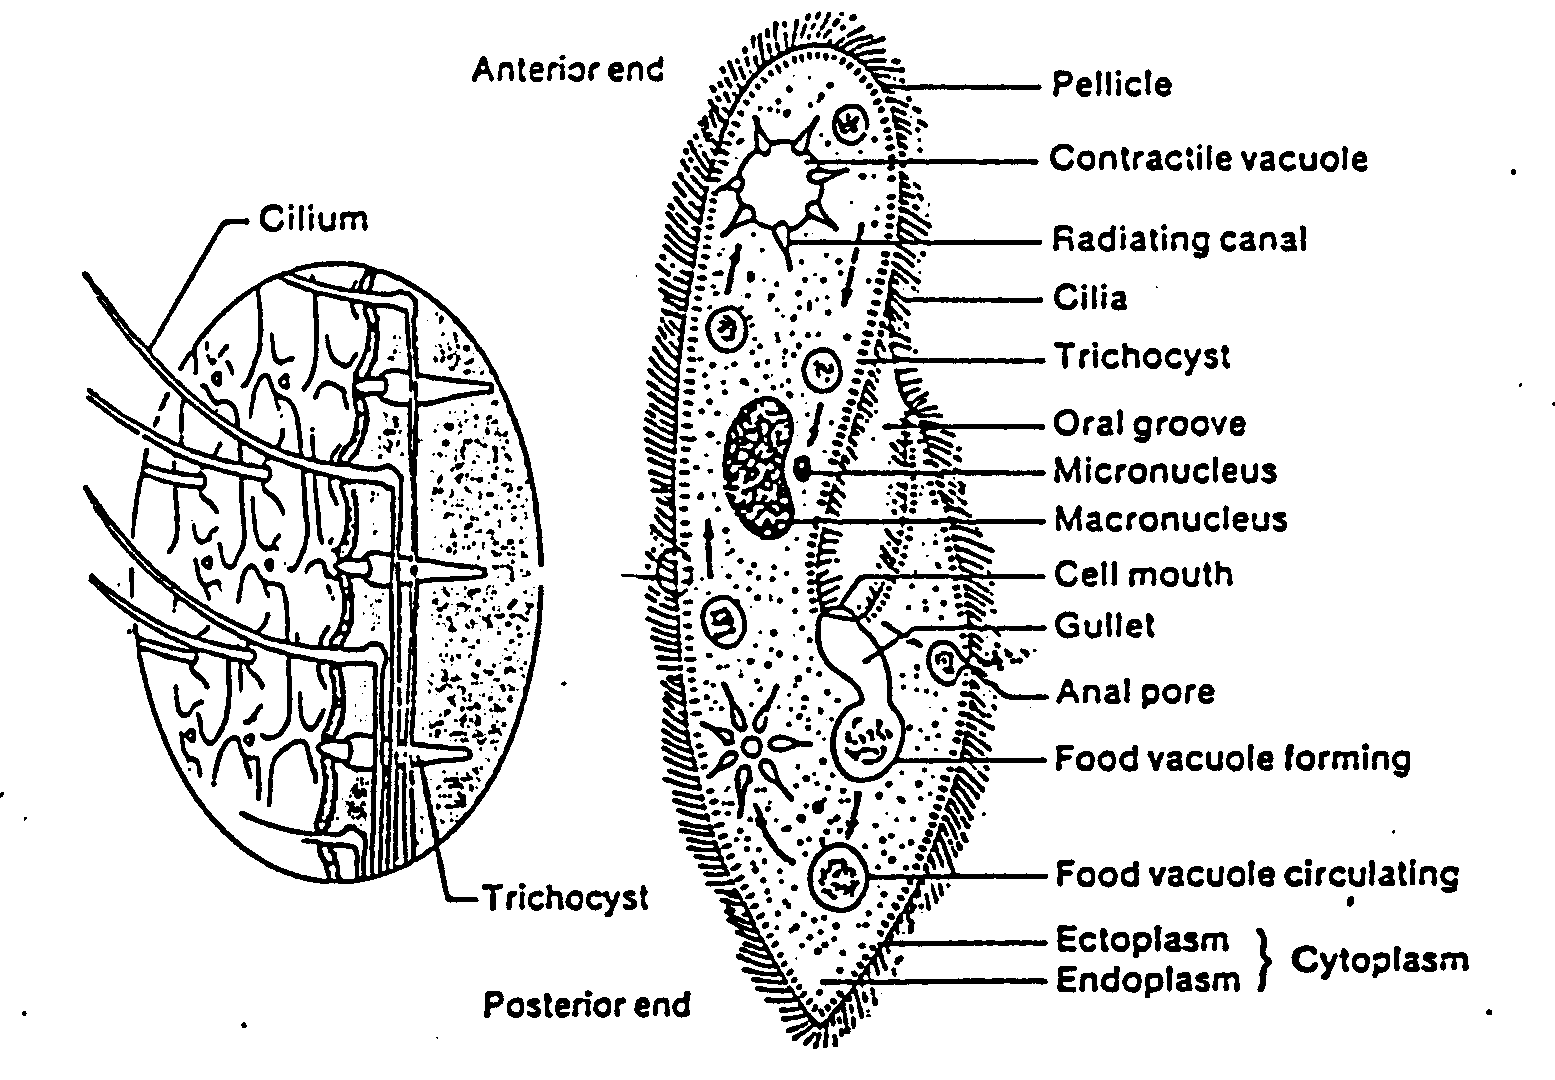 Anterior end
Pellicle
Contractile vacuole
Radiating canal
Cilium
Cilia
Trichocyst
Oral groove
Micronucleus
Macronucleus
Cell mouth
Gullet
Anal pore
Food vacuole forming
Food vacuole circulating
Trichocyst
Ectoplasm
Endoplasm
Cytoplasm
Posterior end